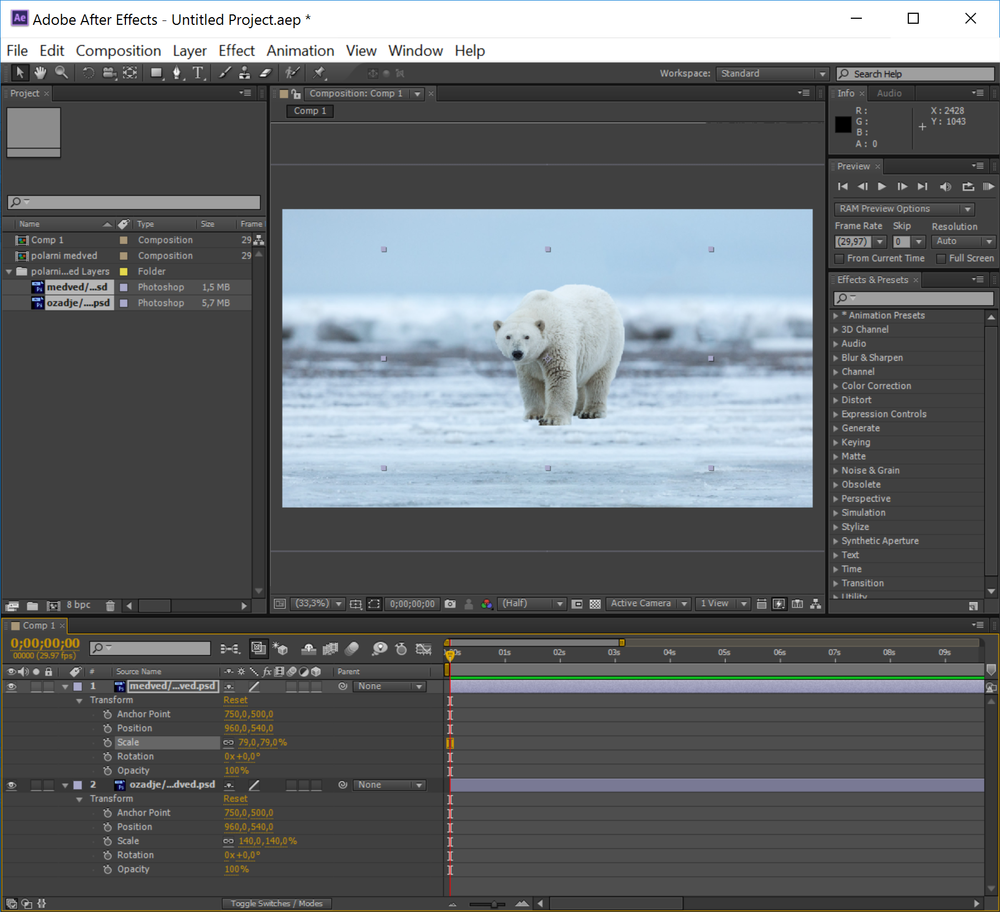 Ae Adobe After Effects - Untitled Project.aep *
File Edit Composition Layer Effect Animation View Window Help
T Workspace: Standard Search Help
Project
Name Type Size Frame
Comp 1 Composition 29
polarni medved Composition 29
polarni...ed Layers Folder
Ps medved/...sd Photoshop 1,5 MB
Ps ozadje/....psd Photoshop 5,7 MB
8 bpc
Composition: Comp 1
Comp 1
(33,3%) 0;00;00;00 (Half) Active Camera 1 View
Info Audio
R: X: 2428
G: Y: 1043
B:
A: 0
Preview
RAM Preview Options
Frame Rate Skip Resolution
(29,97) 0 Auto
From Current Time Full Screen
Effects & Presets
* Animation Presets
3D Channel
Audio
Blur & Sharpen
Channel
Color Correction
Distort
Expression Controls
Generate
Keying
Matte
Noise & Grain
Obsolete
Perspective
Simulation
Stylize
Synthetic Aperture
Text
Time
Transition
Utility
Comp 1
0;00;00;00
00000 (29.97 fps)
0s 01s 02s 03s 04s 05s 06s 07s 08s 09s
# Source Name fx Parent
1 Ps medved/...ved.psd None
Transform Reset
Anchor Point 750,0,500,0
Position 960,0,540,0
Scale 79,0,79,0%
Rotation 0x+0,0°
Opacity 100%
2 Ps ozadje/...dved.psd None
Transform Reset
Anchor Point 750,0,500,0
Position 960,0,540,0
Scale 140,0,140,0%
Rotation 0x+0,0°
Opacity 100%
Toggle Switches / Modes